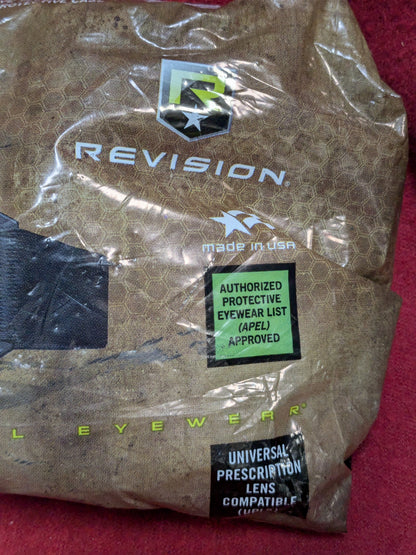 R
REVISION®
made in USA
AUTHORIZED
PROTECTIVE
EYEWEAR LIST
(APEL)
APPROVED
L EYEWEAR®
UNIVERSAL
PRESCRIPTION
LENS
COMPATIBLE